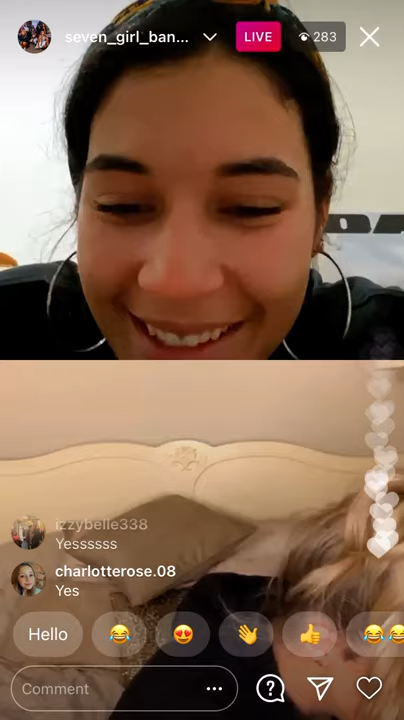 seven_girl_ban...
LIVE
283
izzybelle338
Yessssss
charlotterose.08
Yes
Hello
Comment